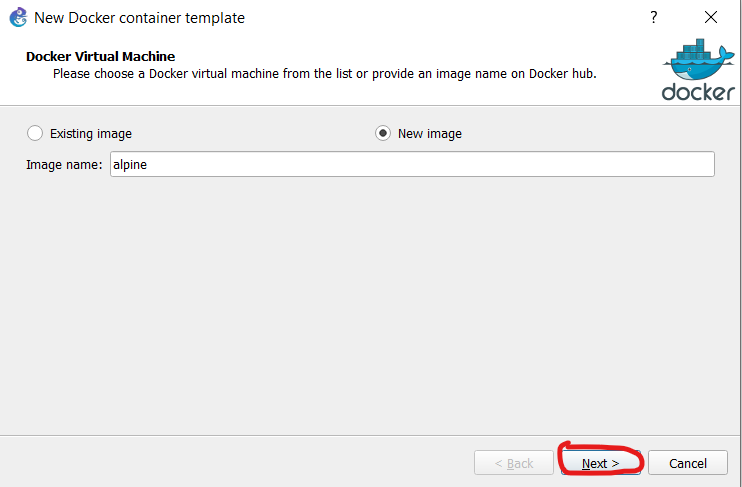 New Docker container template
?
Docker Virtual Machine
Please choose a Docker virtual machine from the list or provide an image name on Docker hub.
docker
Existing image
New image
Image name:
alpine
< Back
Next >
Cancel